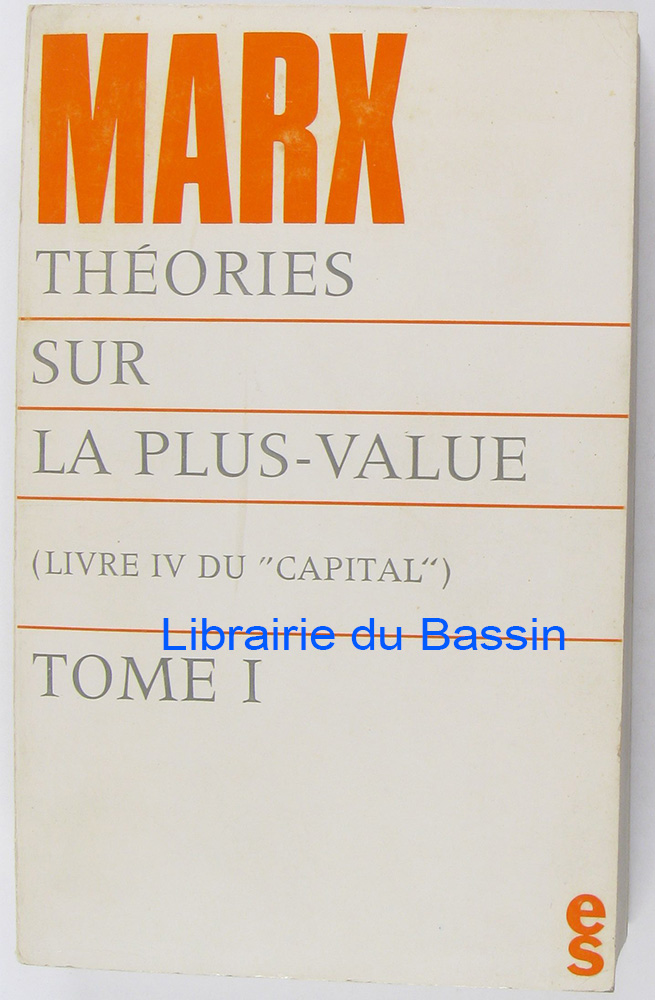 MARX
THÉORIES
SUR
LA PLUS-VALUE
(LIVRE IV DU "CAPITAL“)
Librairie du Bassin
TOME I
es